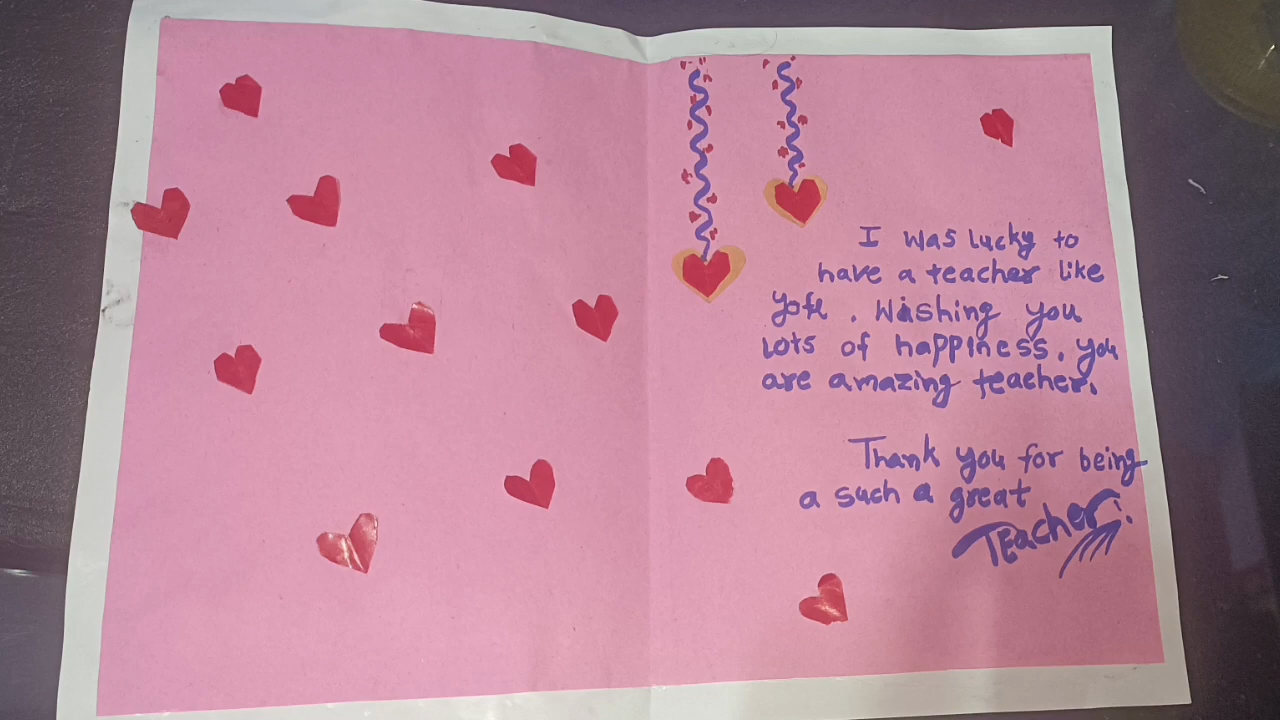 I was lucky to
have a teacher like
. Wishing you
lots of happiness. you
are amazing teacher.
Thank you for being
a such a great
TEacher!